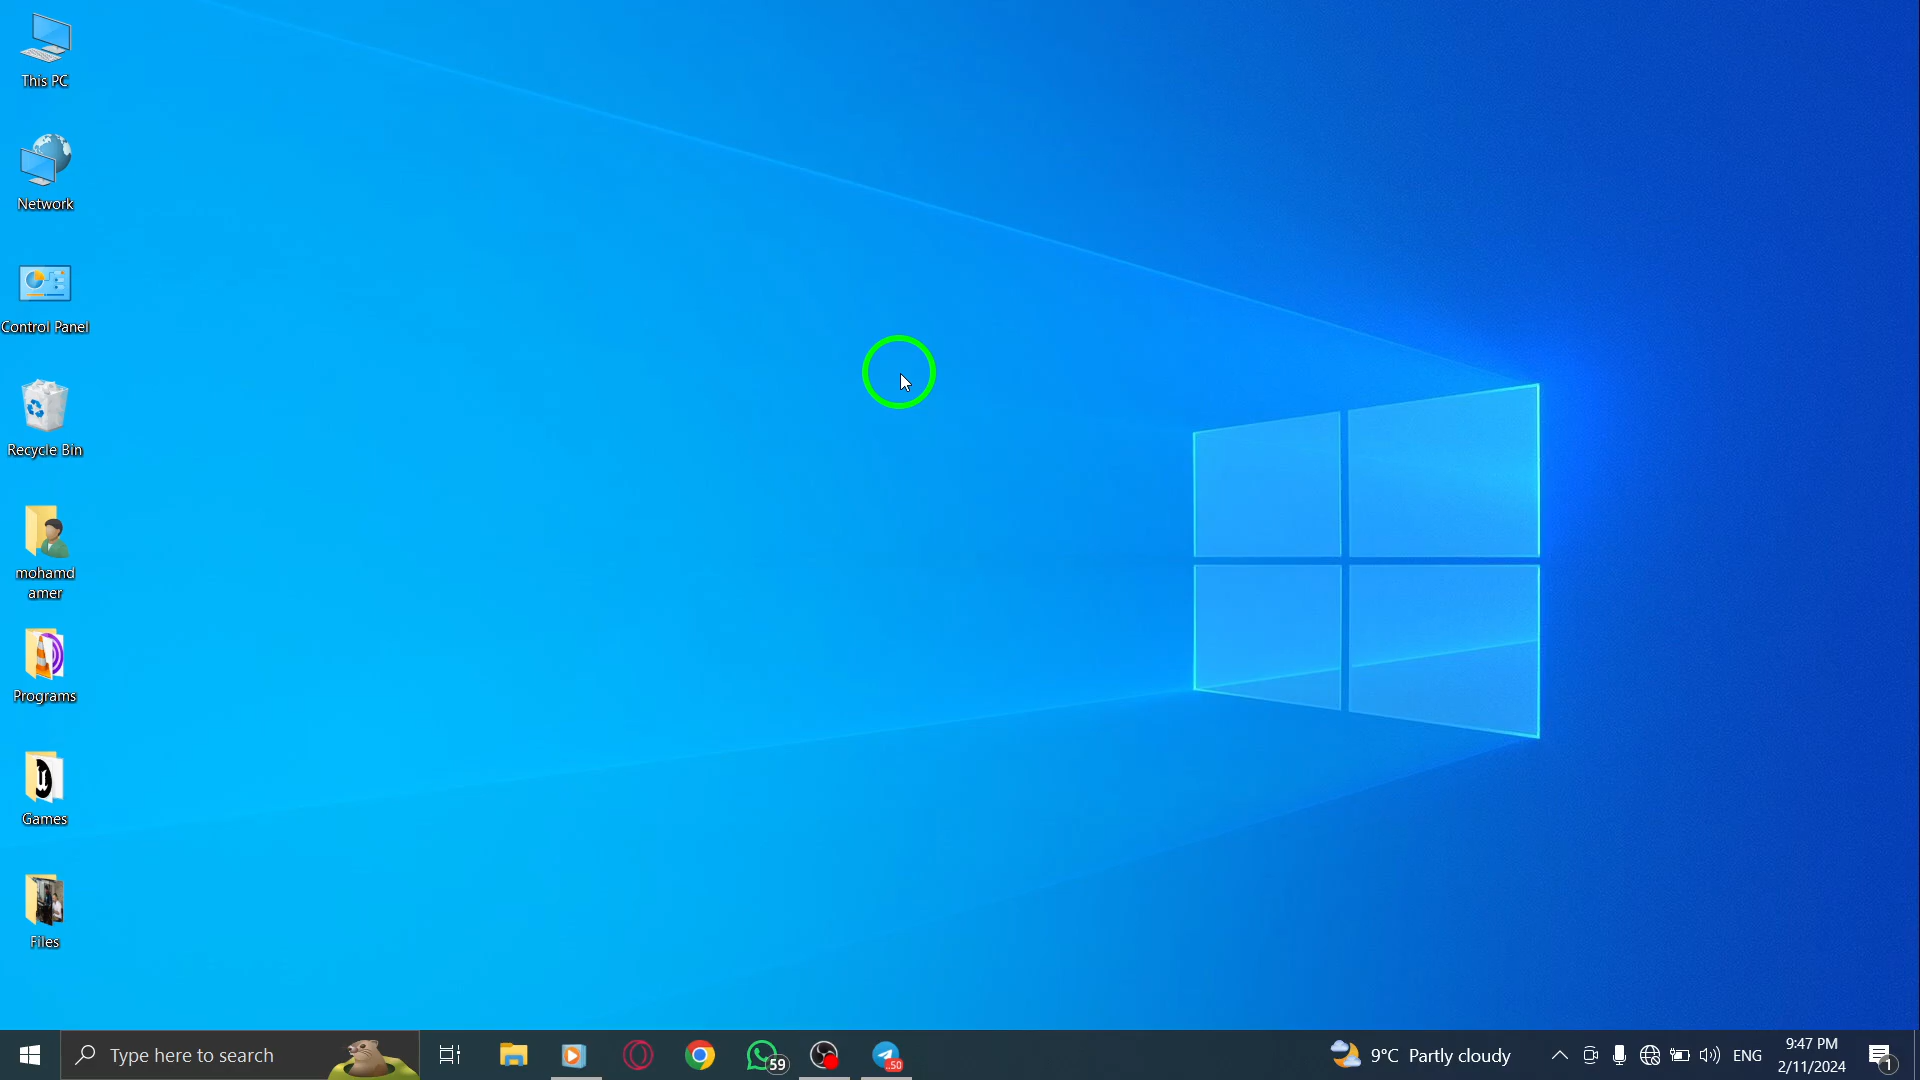 This PC
Network
Control Panel
Recycle Bin
mohamd
amer
Programs
Games
Files
Type here to search
59
..50
9°C Partly cloudy
ENG
9:47 PM
2/11/2024
1